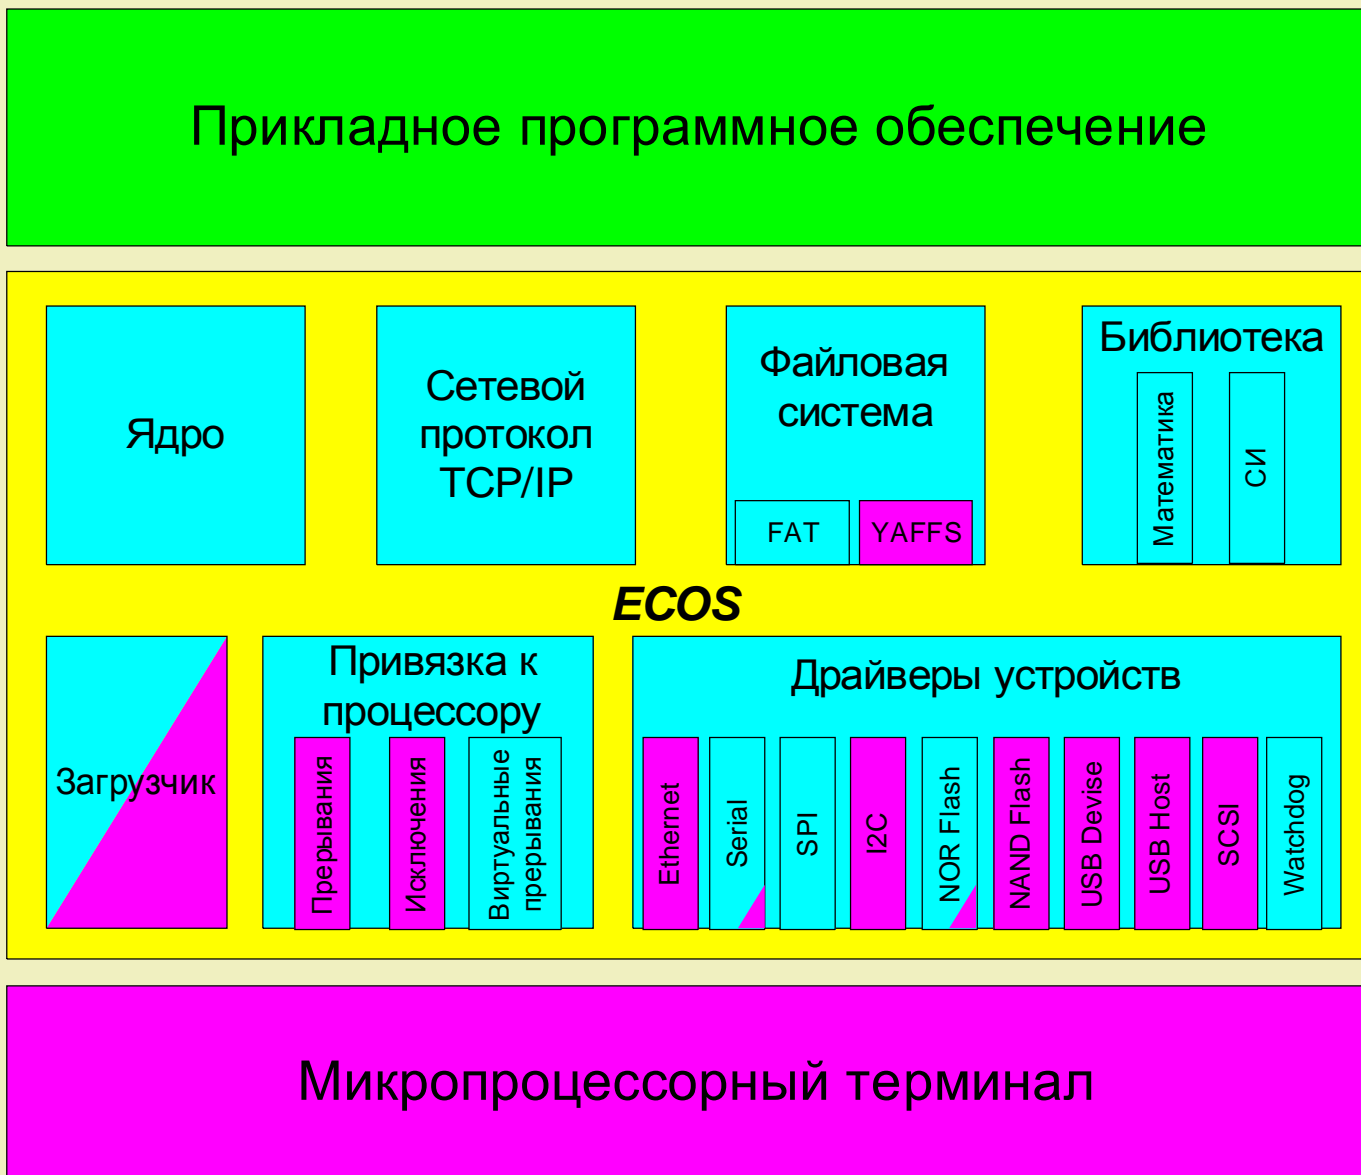 Прикладное программное обеспечение
Ядро
Сетевой
протокол
TCP/IP
Файловая
система
FAT
YAFFS
Библиотека
Математика
СИ
ECOS
Загрузчик
Привязка к
процессору
Прерывания
Исключения
Виртуальные
прерывания
Драйверы устройств
Ethernet
Serial
SPI
I2C
NOR Flash
NAND Flash
USB Devise
USB Host
SCSI
Watchdog
Микропроцессорный терминал